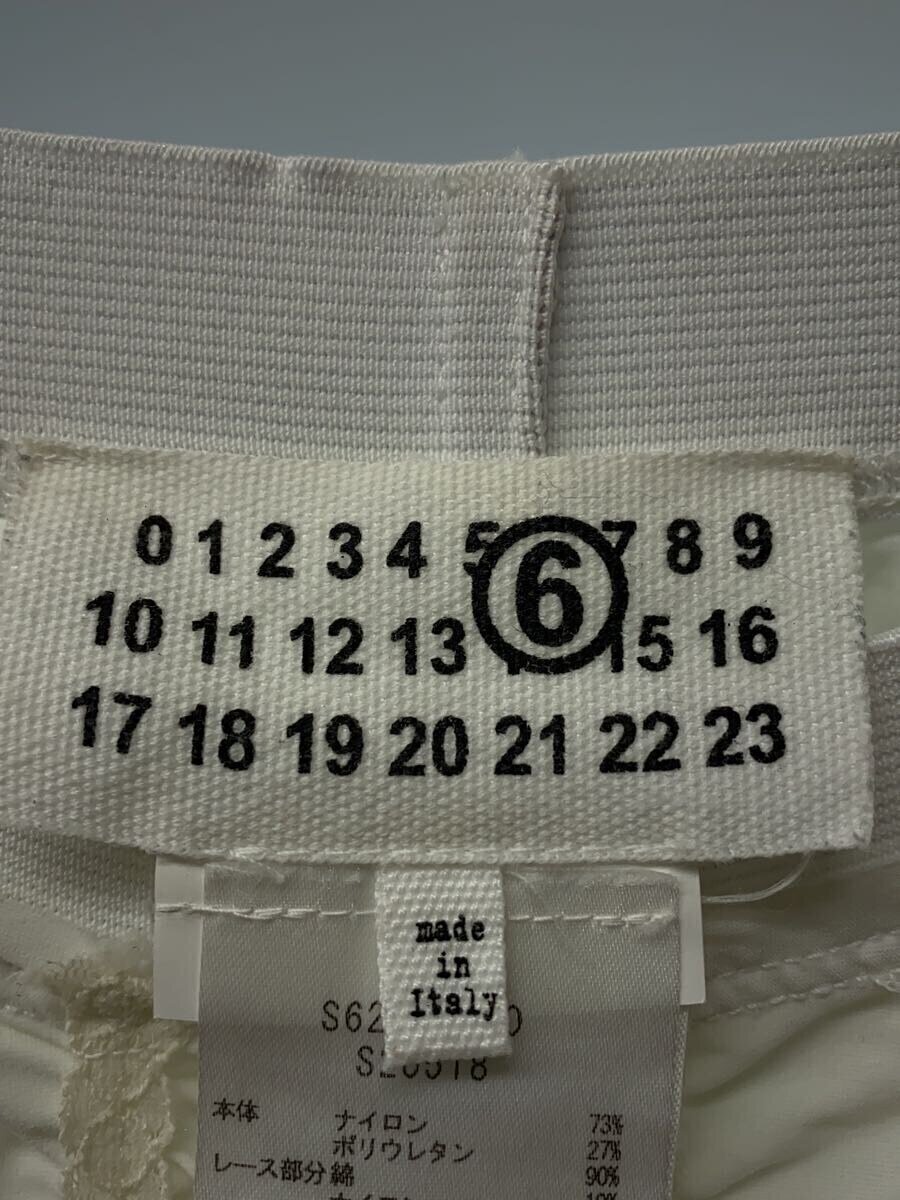 0 1 2 3 4 5 6 7 8 9
10 11 12 13 15 16
17 18 19 20 21 22 23
made
in
Italy
本体 ナイロン 73%
ポリウレタン 27%
レース部分 綿 90%